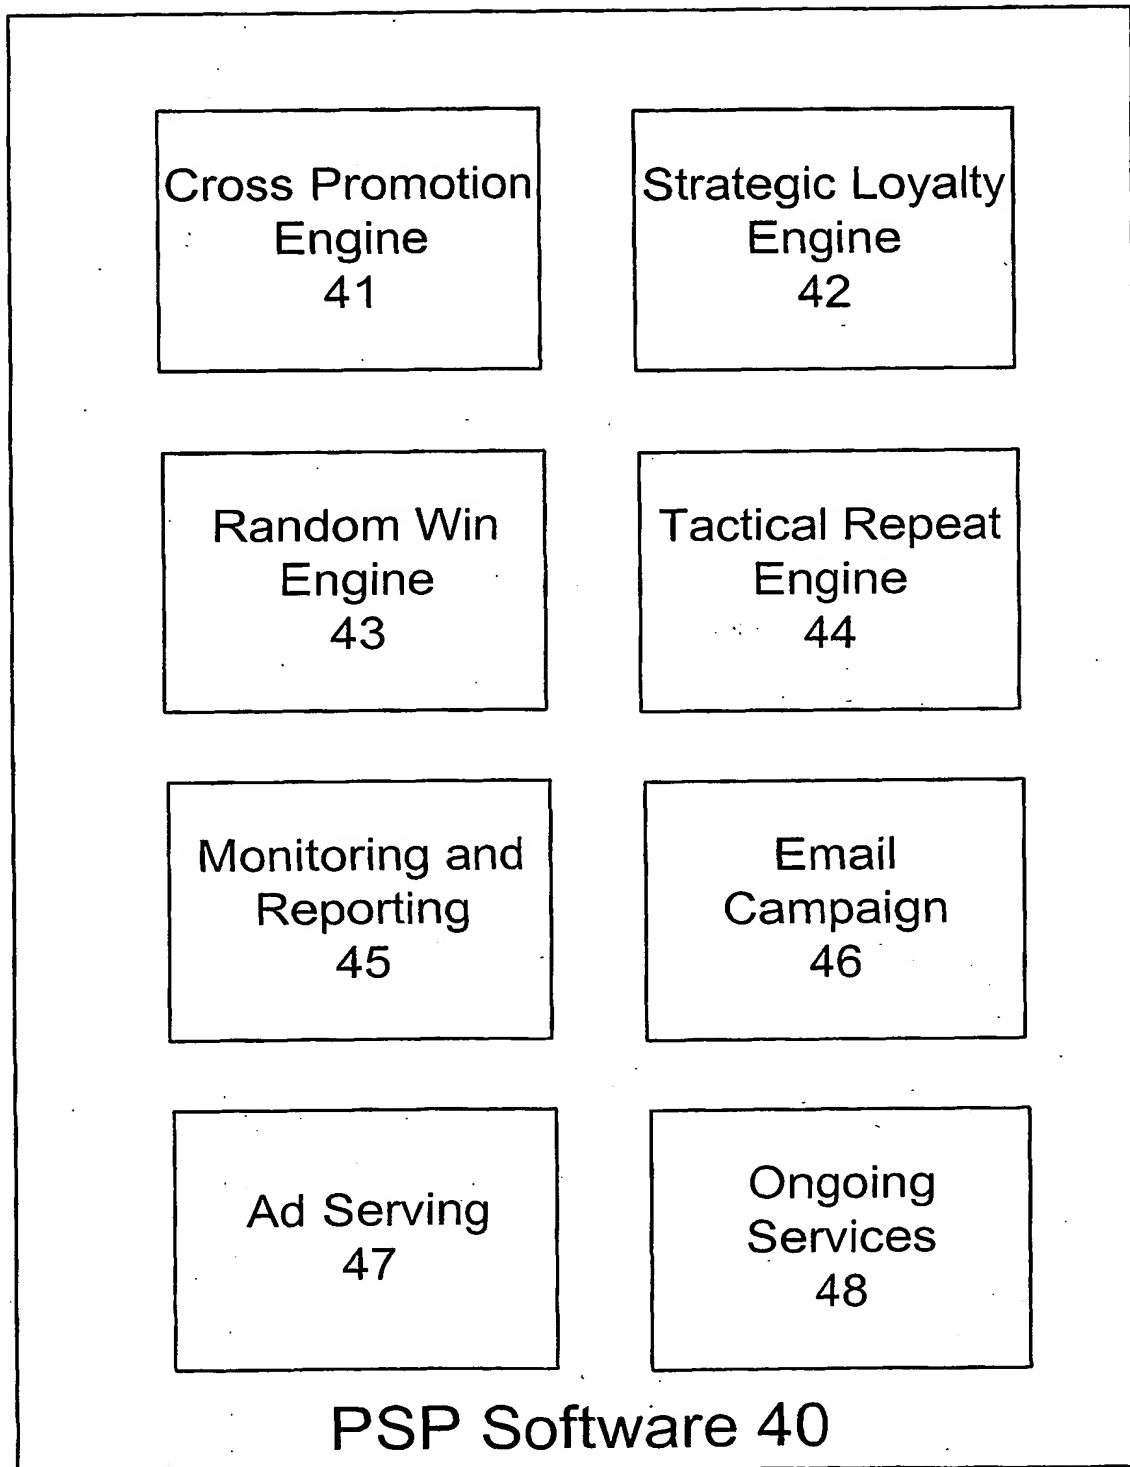 Cross Promotion
Engine
41
Strategic Loyalty
Engine
42
Random Win
Engine
43
Tactical Repeat
Engine
44
Monitoring and
Reporting
45
Email
Campaign
46
Ad Serving
47
Ongoing
Services
48
PSP Software 40